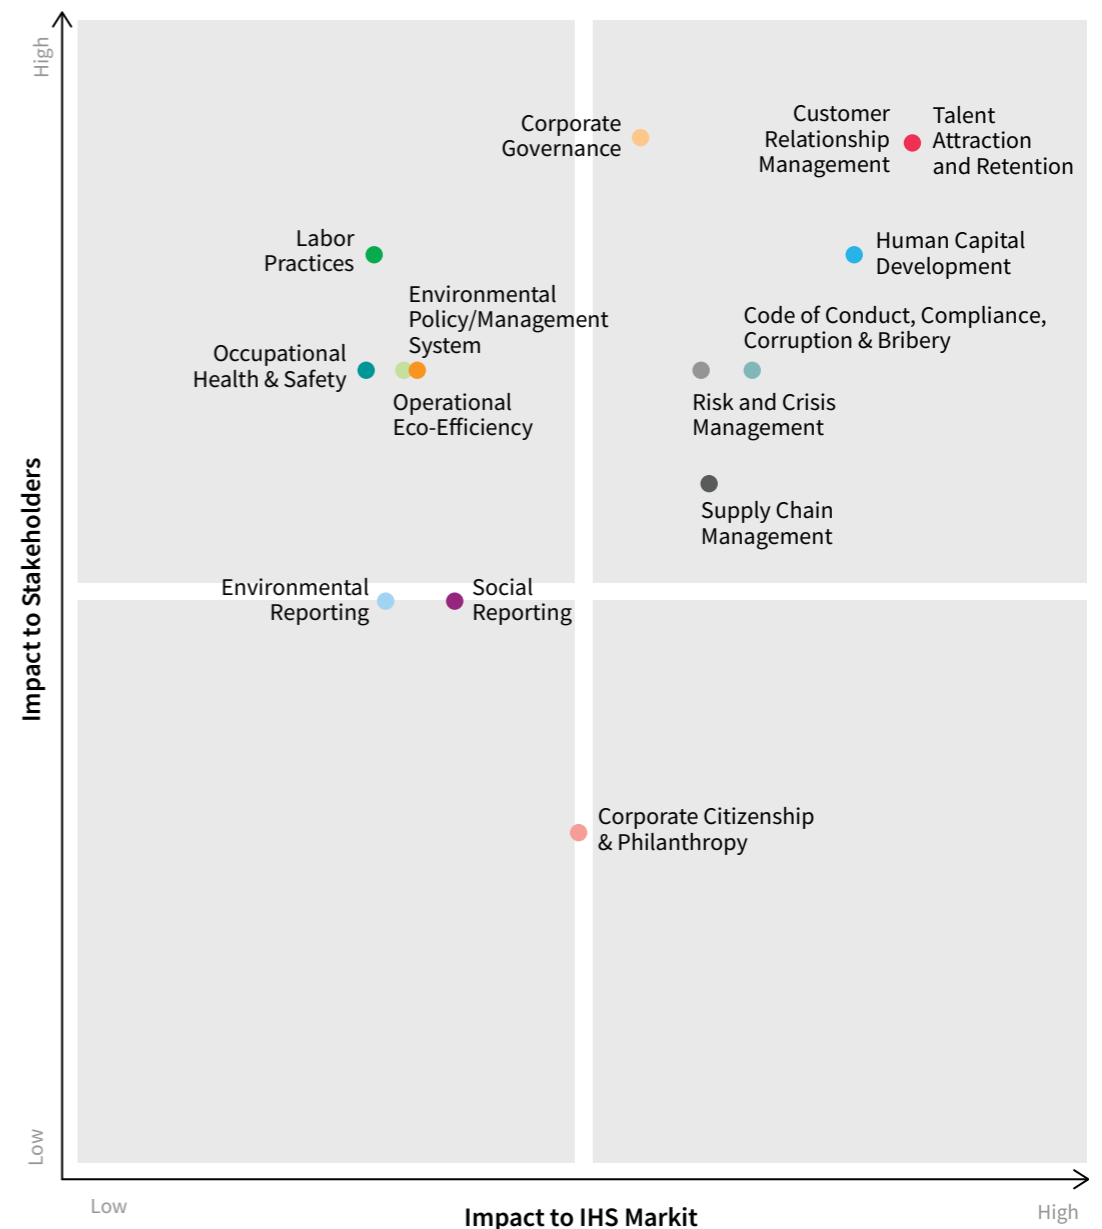 High
Corporate
Governance
Customer
Relationship
Management
Talent
Attraction
and Retention
Labor
Practices
Human Capital
Development
Environmental
Policy/Management
System
Code of Conduct, Compliance,
Corruption & Bribery
Occupational
Health & Safety
Operational
Eco-Efficiency
Risk and Crisis
Management
Supply Chain
Management
Impact to Stakeholders
Environmental
Reporting
Social
Reporting
Corporate Citizenship
& Philanthropy
Low
Low
Impact to IHS Markit
High